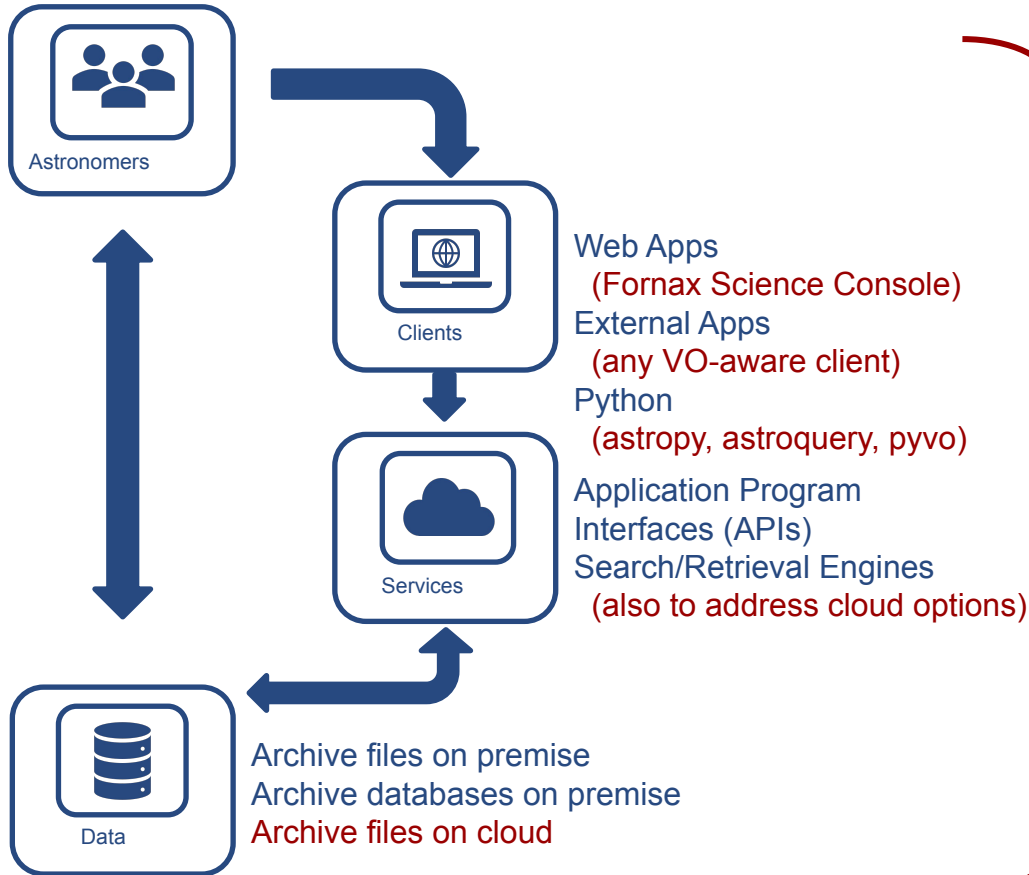 Astronomers
Clients
Web Apps
(Fornax Science Console)
External Apps
(any VO-aware client)
Python
(astropy, astroquery, pyvo)
Services
Application Program
Interfaces (APIs)
Search/Retrieval Engines
(also to address cloud options)
Data
Archive files on premise
Archive databases on premise
Archive files on cloud